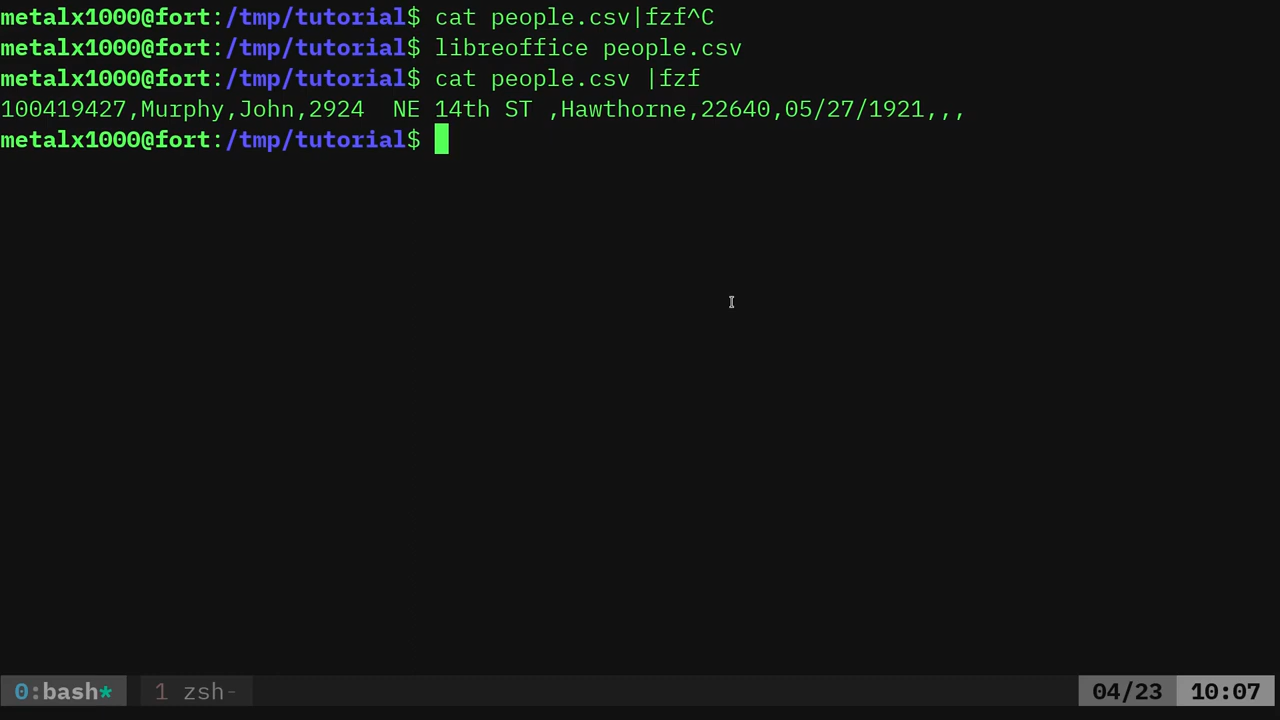 metalx1000@fort:/tmp/tutorial$ cat people.csv|fzf^C
metalx1000@fort:/tmp/tutorial$ libreoffice people.csv
metalx1000@fort:/tmp/tutorial$ cat people.csv |fzf
100419427,Murphy,John,2924  NE 14th ST ,Hawthorne,22640,05/27/1921,,,
metalx1000@fort:/tmp/tutorial$
0:bash* 1 zsh- 04/23 10:07